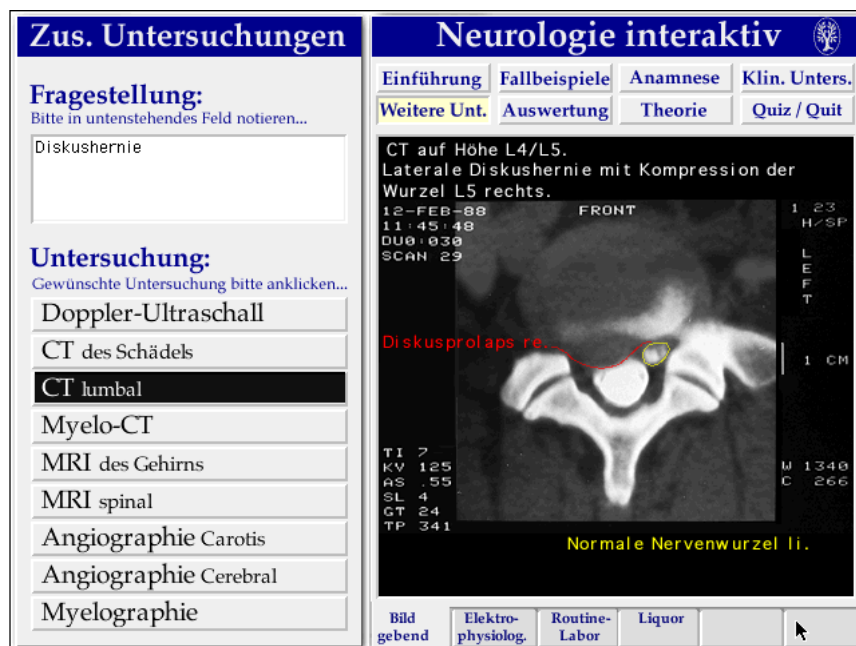 Zus. Untersuchungen
Fragestellung:
Bitte in untenstehendes Feld notieren...
Diskushernie
Untersuchung:
Gewünschte Untersuchung bitte anklicken...
Doppler-Ultraschall
CT des Schädels
CT lumbal
Myelo-CT
MRI des Gehirns
MRI spinal
Angiographie Carotis
Angiographie Cerebral
Myelographie
Neurologie interaktiv
Einführung Fallbeispiele Anamnese Klin. Unters.
Weitere Unt. Auswertung Theorie Quiz / Quit
CT auf Höhe L4/L5.
Laterale Diskushernie mit Kompression der
Wurzel L5 rechts.
12-FEB-88 FRONT 1 23
11:45:48 H/SP
DU0:030
SCAN 29
L
E
F
T
Diskusprolaps re.
1 CM
TI 7
KV 125 W 1340
AS .55 C 266
SL 4
GT 24
TP 341
Normale Nervenwurzel li.
Bild
gebend
Elektro-
physiolog.
Routine-
Labor
Liquor